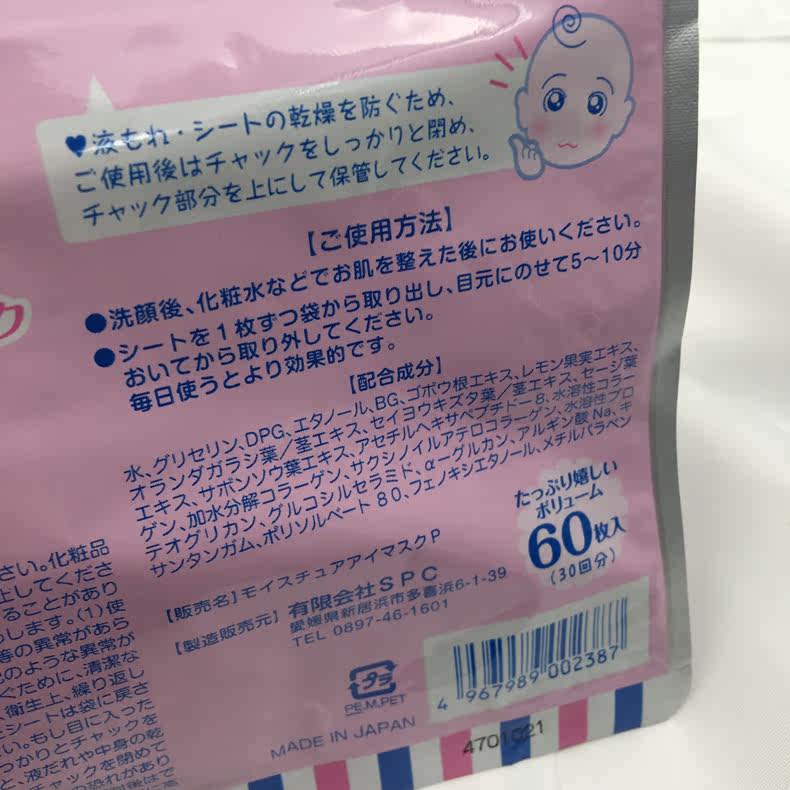 ♥液もれ・シートの乾燥を防ぐため、
ご使用後はチャックをしっかりと閉め、
チャック部分を上にして保管してください。
ク
【ご使用方法】
●洗顔後、化粧水などでお肌を整えた後にお使いください。
●シートを1枚ずつ袋から取り出し、目元にのせて5〜10分
おいてから取り外してください。
毎日使うとより効果的です。
【配合成分】
水、グリセリン、DPG、エタノール、BG、ゴボウ根エキス、レモン果実エキス、
オランダガラシ葉/茎エキス、セイヨウキズタ葉/茎エキス、セージ葉
エキス、サボンソウ葉エキス、アセチルヘキサペプチド-8、水溶性コラー
ゲン、加水分解コラーゲン、サクシノイルアテロコラーゲン、水溶性プロ
テオグリカン、グルコシルセラミド、α-グルカン、アルギン酸Na、キ
サンタンガム、ポリソルベート80、フェノキシエタノール、メチルパラベン
たっぷり嬉しい
ボリューム
60枚入
(30回分)
【販売名】モイスチュアアイマスクP
【製造販売元】有限会社SPC
愛媛県新居浜市多喜浜6-1-39
TEL 0897-46-1601
さい。化粧品
止してくださ
ることがあり
します。(1)使
等の異常があら
のような異常が
ぐために、清潔な
、衛生上、繰り返し
シートは袋に戻さ
い。もし目に入った
っかりとチャックを
と、液だれや中身の乾
チャックを閉めて
の恐れがあり
プラ
PE.M.PET
MADE IN JAPAN
4 967989 002387
4701021